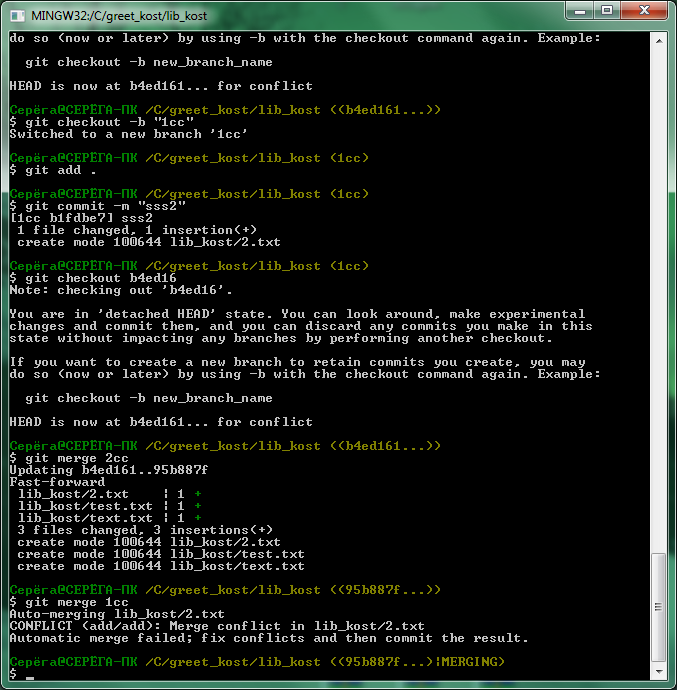 MINGW32:/C/greet_kost/lib_kost
do so (now or later) by using -b with the checkout command again. Example:
git checkout -b new_branch_name
HEAD is now at b4ed161... for conflict
Серёга@СЕРЁГА-ПК /C/greet_kost/lib_kost ((b4ed161...))
$ git checkout -b "1cc"
Switched to a new branch '1cc'
Серёга@СЕРЁГА-ПК /C/greet_kost/lib_kost (1cc)
$ git add .
Серёга@СЕРЁГА-ПК /C/greet_kost/lib_kost (1cc)
$ git commit -m "sss2"
[1cc b1fdbe7] sss2
1 file changed, 1 insertion(+)
create mode 100644 lib_kost/2.txt
Серёга@СЕРЁГА-ПК /C/greet_kost/lib_kost (1cc)
$ git checkout b4ed16
Note: checking out 'b4ed16'.
You are in 'detached HEAD' state. You can look around, make experimental
changes and commit them, and you can discard any commits you make in this
state without impacting any branches by performing another checkout.
If you want to create a new branch to retain commits you create, you may
do so (now or later) by using -b with the checkout command again. Example:
git checkout -b new_branch_name
HEAD is now at b4ed161... for conflict
Серёга@СЕРЁГА-ПК /C/greet_kost/lib_kost ((b4ed161...))
$ git merge 2cc
Updating b4ed161..95b887f
Fast-forward
lib_kost/2.txt    ¦ 1 +
lib_kost/test.txt ¦ 1 +
lib_kost/text.txt ¦ 1 +
3 files changed, 3 insertions(+)
create mode 100644 lib_kost/2.txt
create mode 100644 lib_kost/test.txt
create mode 100644 lib_kost/text.txt
Серёга@СЕРЁГА-ПК /C/greet_kost/lib_kost ((95b887f...))
$ git merge 1cc
Auto-merging lib_kost/2.txt
CONFLICT (add/add): Merge conflict in lib_kost/2.txt
Automatic merge failed; fix conflicts and then commit the result.
Серёга@СЕРЁГА-ПК /C/greet_kost/lib_kost ((95b887f...)¦MERGING)
$ _